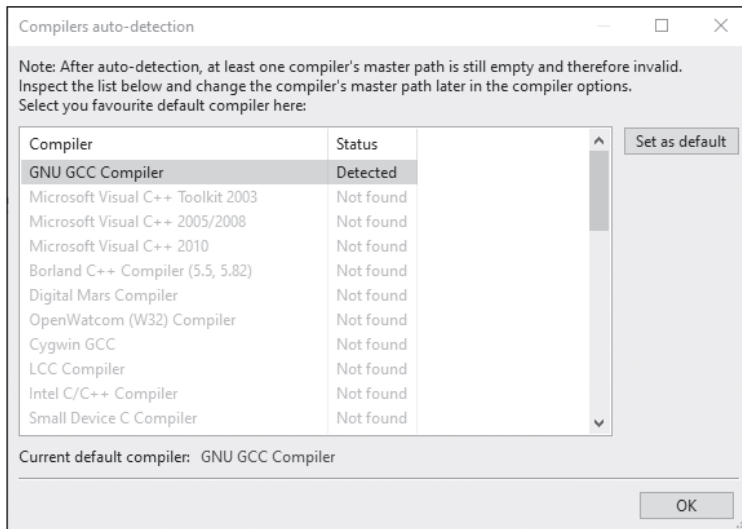 Compilers auto-detection
Note: After auto-detection, at least one compiler's master path is still empty and therefore invalid.
Inspect the list below and change the compiler's master path later in the compiler options.
Select you favourite default compiler here:
Compiler Status
Set as default
GNU GCC Compiler Detected
Microsoft Visual C++ Toolkit 2003 Not found
Microsoft Visual C++ 2005/2008 Not found
Microsoft Visual C++ 2010 Not found
Borland C++ Compiler (5.5, 5.82) Not found
Digital Mars Compiler Not found
OpenWatcom (W32) Compiler Not found
Cygwin GCC Not found
LCC Compiler Not found
Intel C/C++ Compiler Not found
Small Device C Compiler Not found
Current default compiler: GNU GCC Compiler
OK